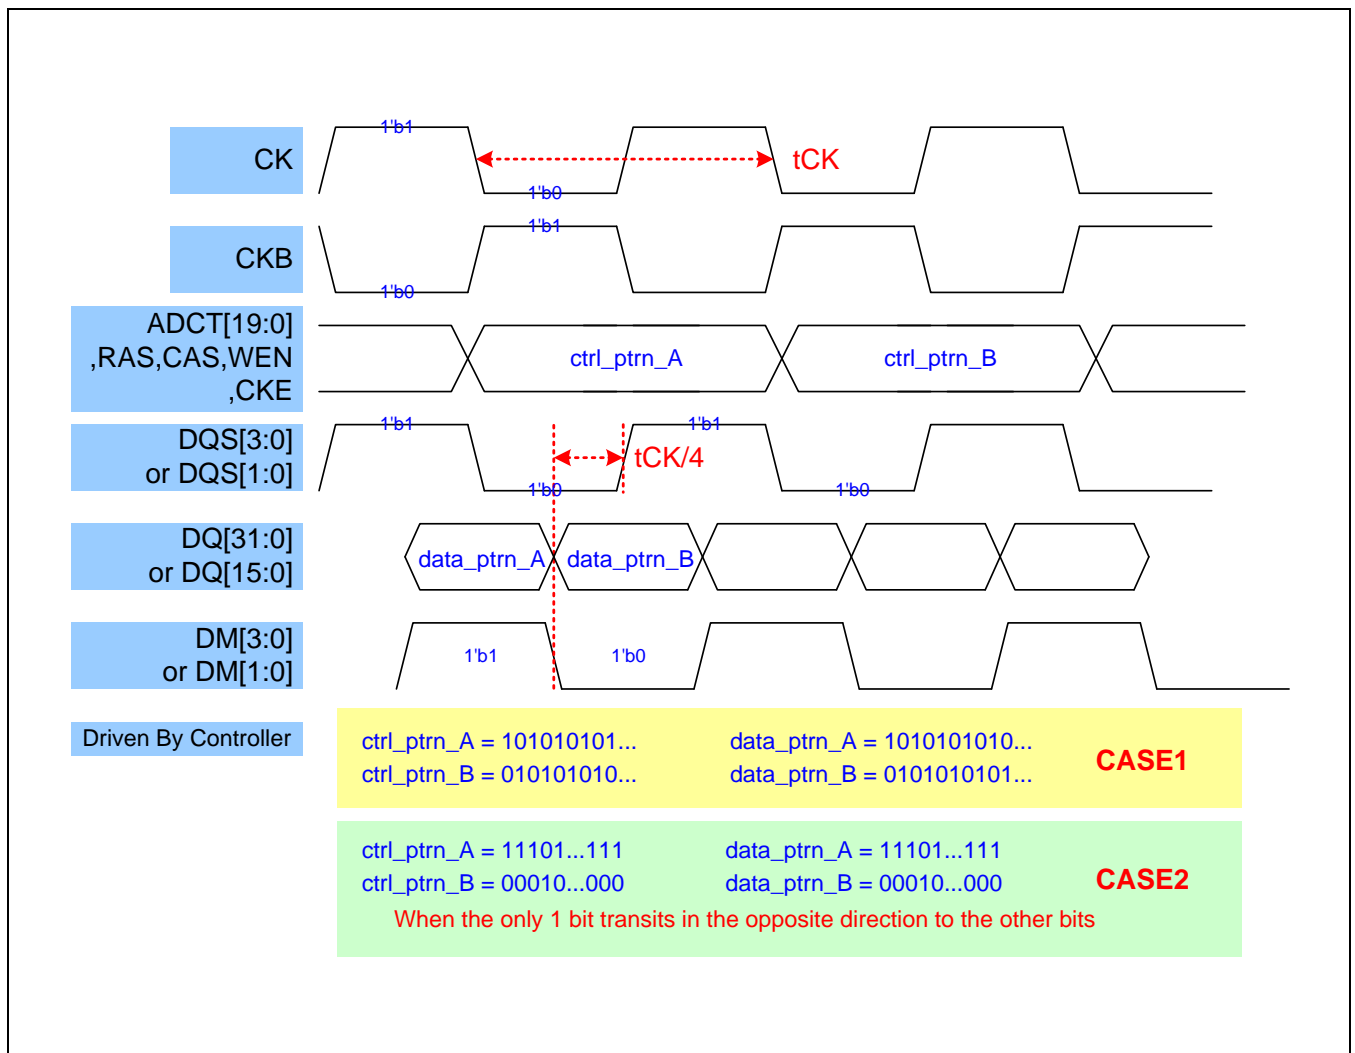 1'b1
CK
tCK
1'b0
1'b1
CKB
1'b0
ADCT[19:0]
,RAS,CAS,WEN
,CKE
ctrl_ptrn_A
ctrl_ptrn_B
1'b1
1'b1
DQS[3:0]
or DQS[1:0]
tCK/4
1'b0
1'b0
DQ[31:0]
or DQ[15:0]
data_ptrn_A
data_ptrn_B
DM[3:0]
or DM[1:0]
1'b1
1'b0
Driven By Controller
ctrl_ptrn_A = 101010101...
data_ptrn_A = 1010101010...
ctrl_ptrn_B = 010101010...
data_ptrn_B = 0101010101...
CASE1
ctrl_ptrn_A = 11101...111
data_ptrn_A = 11101...111
ctrl_ptrn_B = 00010...000
data_ptrn_B = 00010...000
CASE2
When the only 1 bit transits in the opposite direction to the other bits